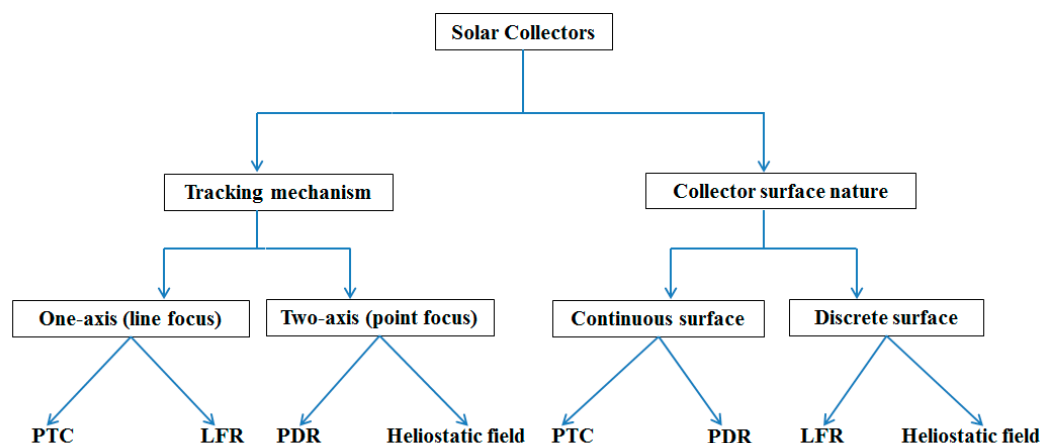 Solar Collectors
Tracking mechanism
Collector surface nature
One-axis (line focus)
Two-axis (point focus)
Continuous surface
Discrete surface
PTC
LFR
PDR
Heliostatic field
PTC
PDR
LFR
Heliostatic field